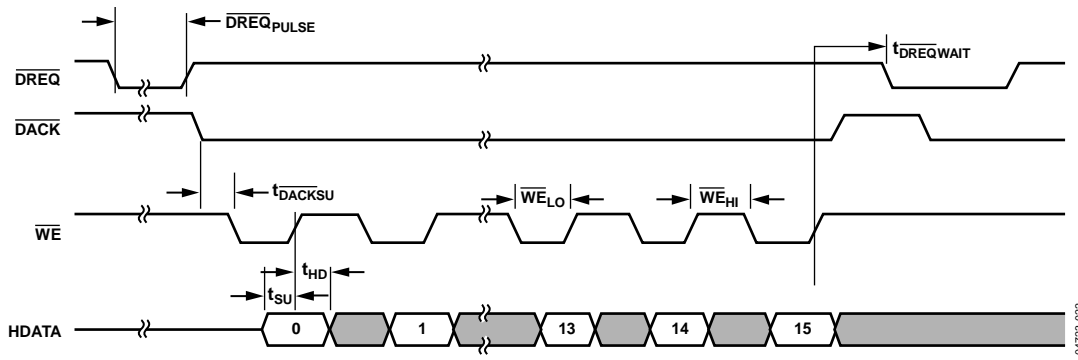 DREQPULSE
tDREQWAIT
DREQ
DACK
tDACKSU
WELO
WEHI
WE
tHD
tSU
HDATA
0
1
13
14
15